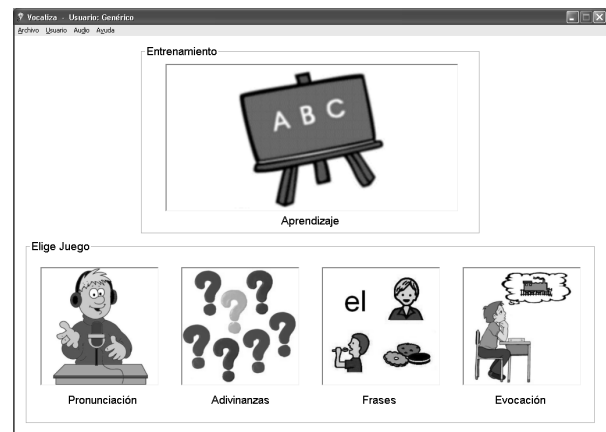 Vocaliza - Usuario: Genérico
Archivo Usuario Audio Ayuda
Entrenamiento
A B C
Aprendizaje
Elige Juego
el
Pronunciación Adivinanzas Frases Evocación